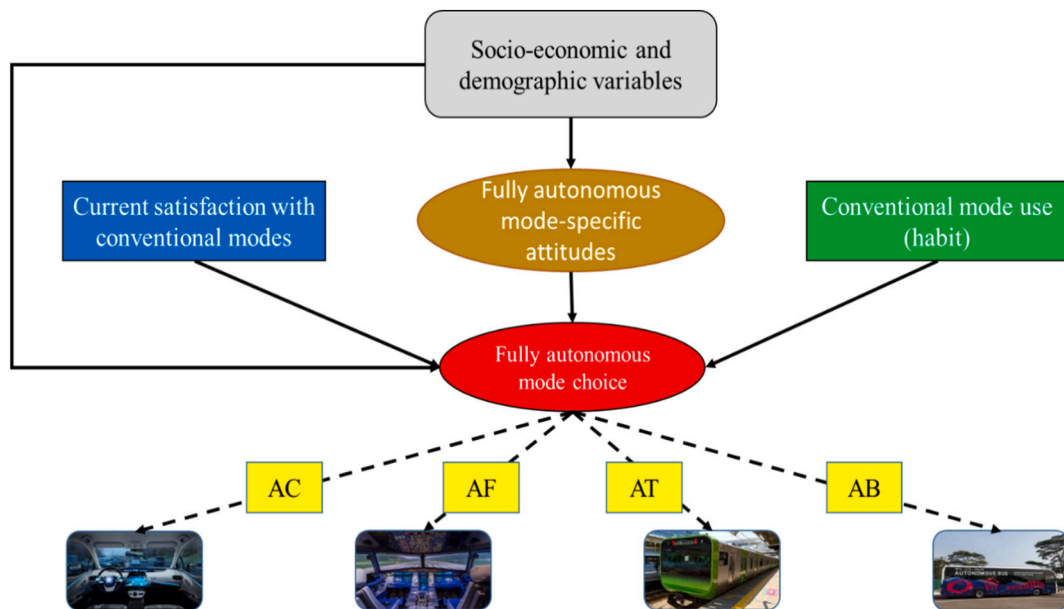 Socio-economic and
demographic variables
Current satisfaction with
conventional modes
Fully autonomous
mode-specific
attitudes
Conventional mode use
(habit)
Fully autonomous
mode choice
AC
AF
AT
AB
AUTONOMOUS BUS